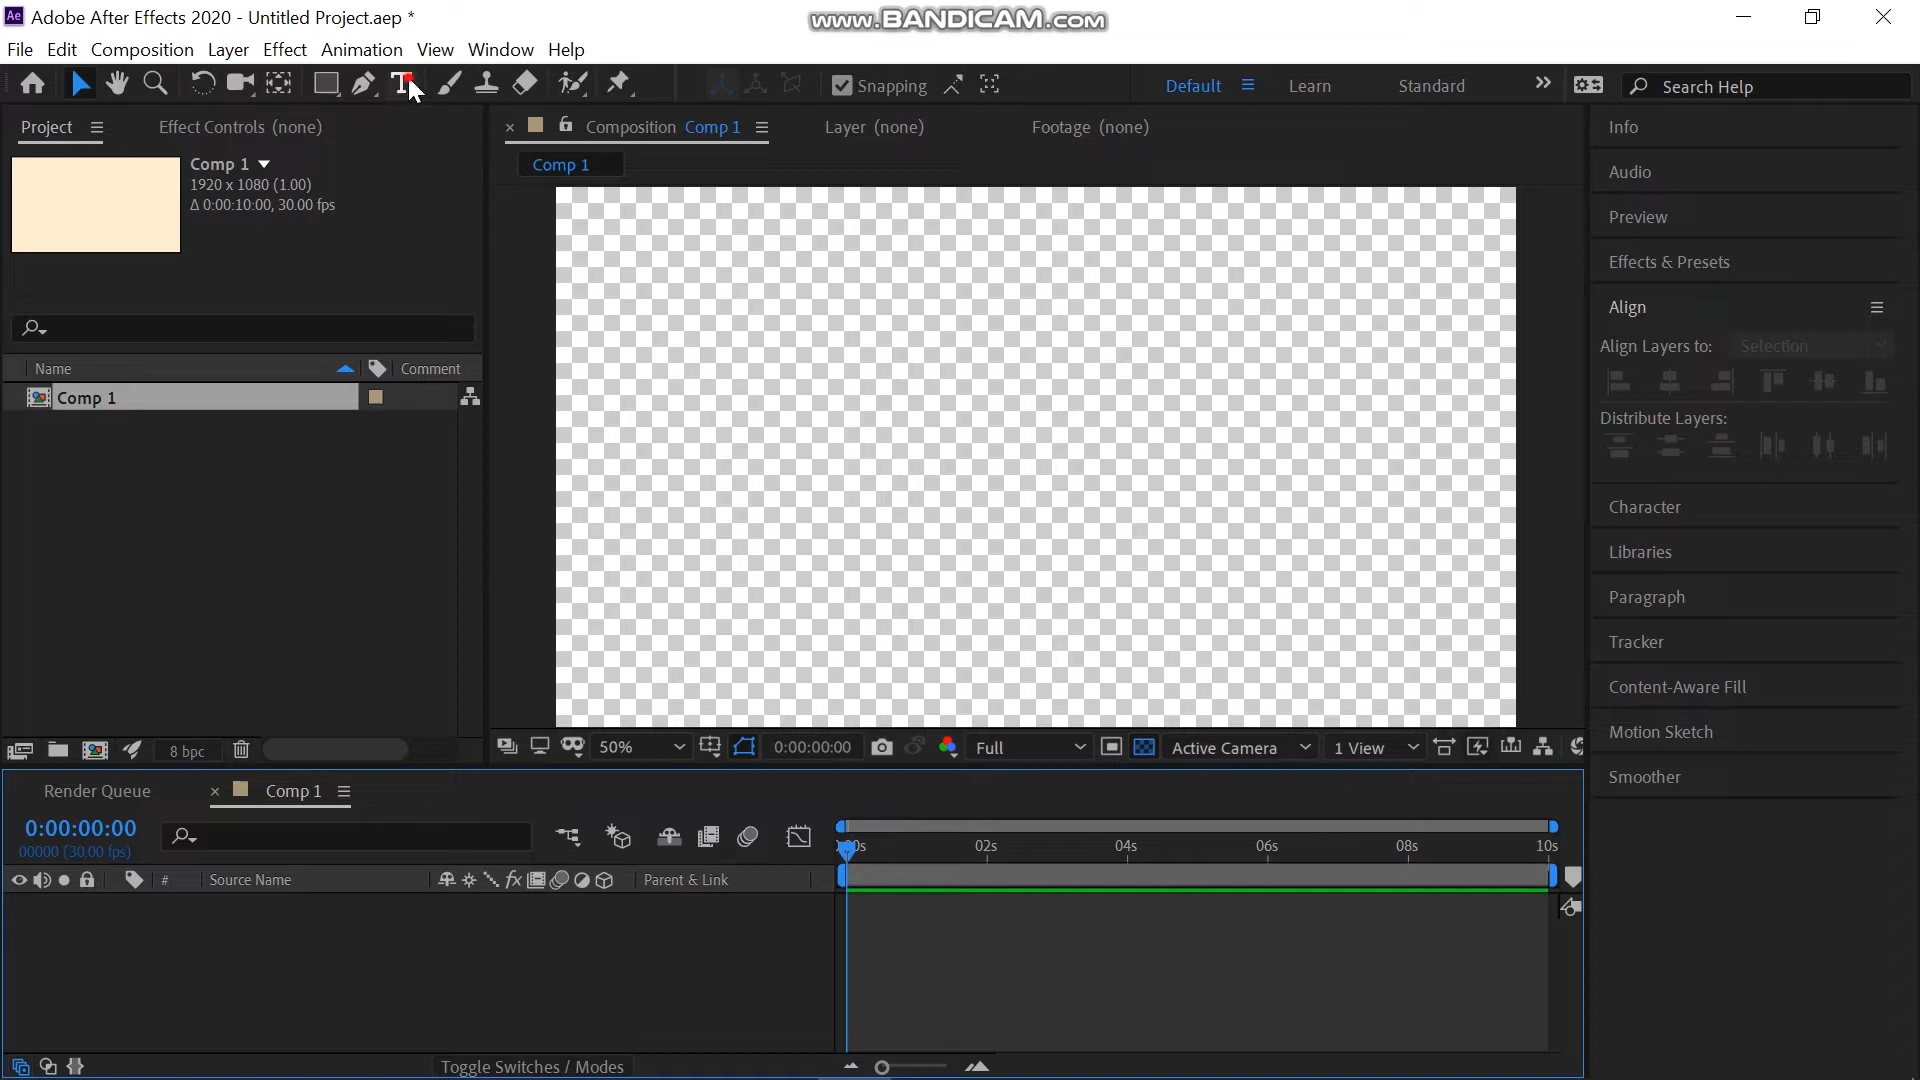 Adobe After Effects 2020 - Untitled Project.aep *
www.BANDICAM.com
File Edit Composition Layer Effect Animation View Window Help
Snapping
Default
Learn
Standard
Search Help
Project
Effect Controls (none)
Composition Comp 1
Layer (none)
Footage (none)
Comp 1
1920 x 1080 (1.00)
Δ 0:00:10:00, 30.00 fps
Comp 1
Info
Audio
Preview
Effects & Presets
Align
Align Layers to: Selection
Distribute Layers:
Character
Libraries
Paragraph
Tracker
Content-Aware Fill
Motion Sketch
Smoother
Name
Comment
Comp 1
8 bpc
50%
0:00:00:00
Full
Active Camera
1 View
Render Queue
Comp 1
0:00:00:00
00000 (30.00 fps)
02s 04s 06s 08s 10s
# Source Name
Parent & Link
Toggle Switches / Modes